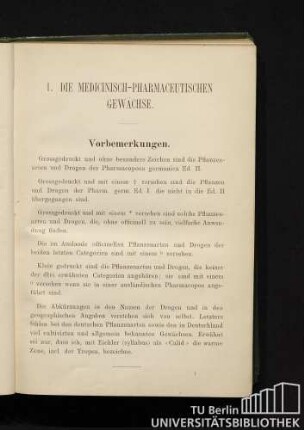 1. DIE MEDICINISCH-PHARMACEUTISCHEN
GEWÄCHSE.
Vorbemerkungen.
Grossgedruckt und ohne besondere Zeichen sind die Pflanzen-
arten und Drogen der Pharmacopoea germanica Ed. II.
Grossgedruckt und mit einem † versehen sind die Pflanzen
und Drogen der Pharm. germ. Ed. I. die nicht in die Ed. II
übergegangen sind.
Grossgedruckt und mit einem * versehen sind solche Pflanzen-
arten und Drogen, die, ohne officinell zu sein vielfache Anwen-
dung finden.
Die im Auslande officinellen Pflanzenarten und Drogen der
beiden letzten Categorien sind mit einem ° versehen.
Klein gedruckt sind die Pflanzenarten und Drogen, die keiner
der drei erwähnten Categorien angehören; sie sind mit einem
° versehen wenn sie in einer ausländischen Pharmacopoe ange-
führt sind.
Die Abkürzungen in den Namen der Drogen und in den
geographischen Angaben verstehen sich von selbst. Letztere
fehlen bei den deutschen Pflanzenarten sowie den in Deutschland
viel cultivirten und allgemein bekannten Gewächsen. Erwähnt
sei nur, dass ich, mit Eichler (syllabus) als «Calid.» die warme
Zone, incl. der Tropen, bezeichne.
TU Berlin
UNIVERSITÄTSBIBLIOTHEK